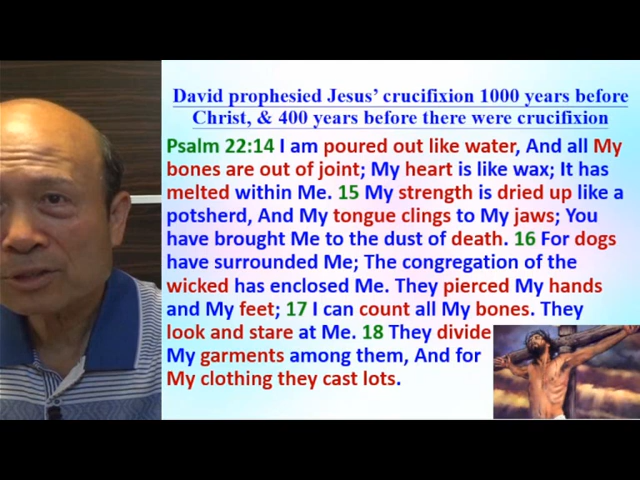 David prophesied Jesus’ crucifixion 1000 years before
Christ, & 400 years before there were crucifixion
Psalm 22:14 I am poured out like water, And all My
bones are out of joint; My heart is like wax; It has
melted within Me. 15 My strength is dried up like a
potsherd, And My tongue clings to My jaws; You
have brought Me to the dust of death. 16 For dogs
have surrounded Me; The congregation of the
wicked has enclosed Me. They pierced My hands
and My feet; 17 I can count all My bones. They
look and stare at Me. 18 They divide
My garments among them, And for
My clothing they cast lots.